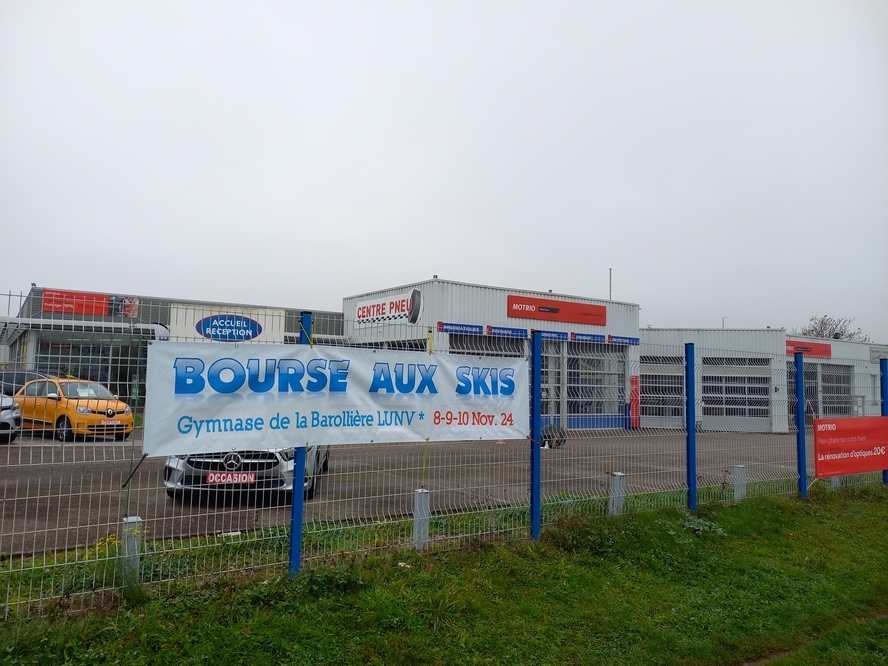 ACCUEIL
RECEPTION
CENTRE PNEU
MOTRIO
BOURSE AUX SKIS
Gymnase de la Barollière LUNV * 8-9-10 Nov. 24
OCCASION
MOTRIO
La rénovation d'optiques 20€